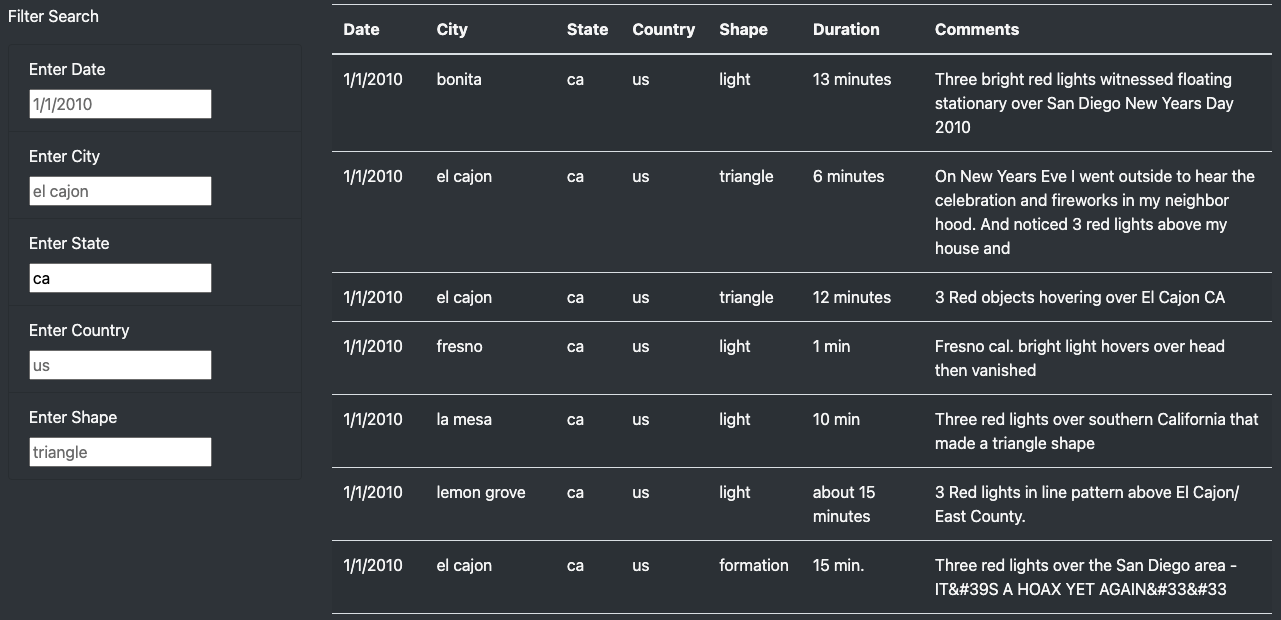 Filter Search
Enter Date
1/1/2010
Enter City
el cajon
Enter State
ca
Enter Country
us
Enter Shape
triangle
Date City State Country Shape Duration Comments
1/1/2010 bonita ca us light 13 minutes Three bright red lights witnessed floating
stationary over San Diego New Years Day
2010
1/1/2010 el cajon ca us triangle 6 minutes On New Years Eve I went outside to hear the
celebration and fireworks in my neighbor
hood. And noticed 3 red lights above my
house and
1/1/2010 el cajon ca us triangle 12 minutes 3 Red objects hovering over El Cajon CA
1/1/2010 fresno ca us light 1 min Fresno cal. bright light hovers over head
then vanished
1/1/2010 la mesa ca us light 10 min Three red lights over southern California that
made a triangle shape
1/1/2010 lemon grove ca us light about 15 3 Red lights in line pattern above El Cajon/
minutes East County.
1/1/2010 el cajon ca us formation 15 min. Three red lights over the San Diego area -
IT&#39S A HOAX YET AGAIN&#33&#33